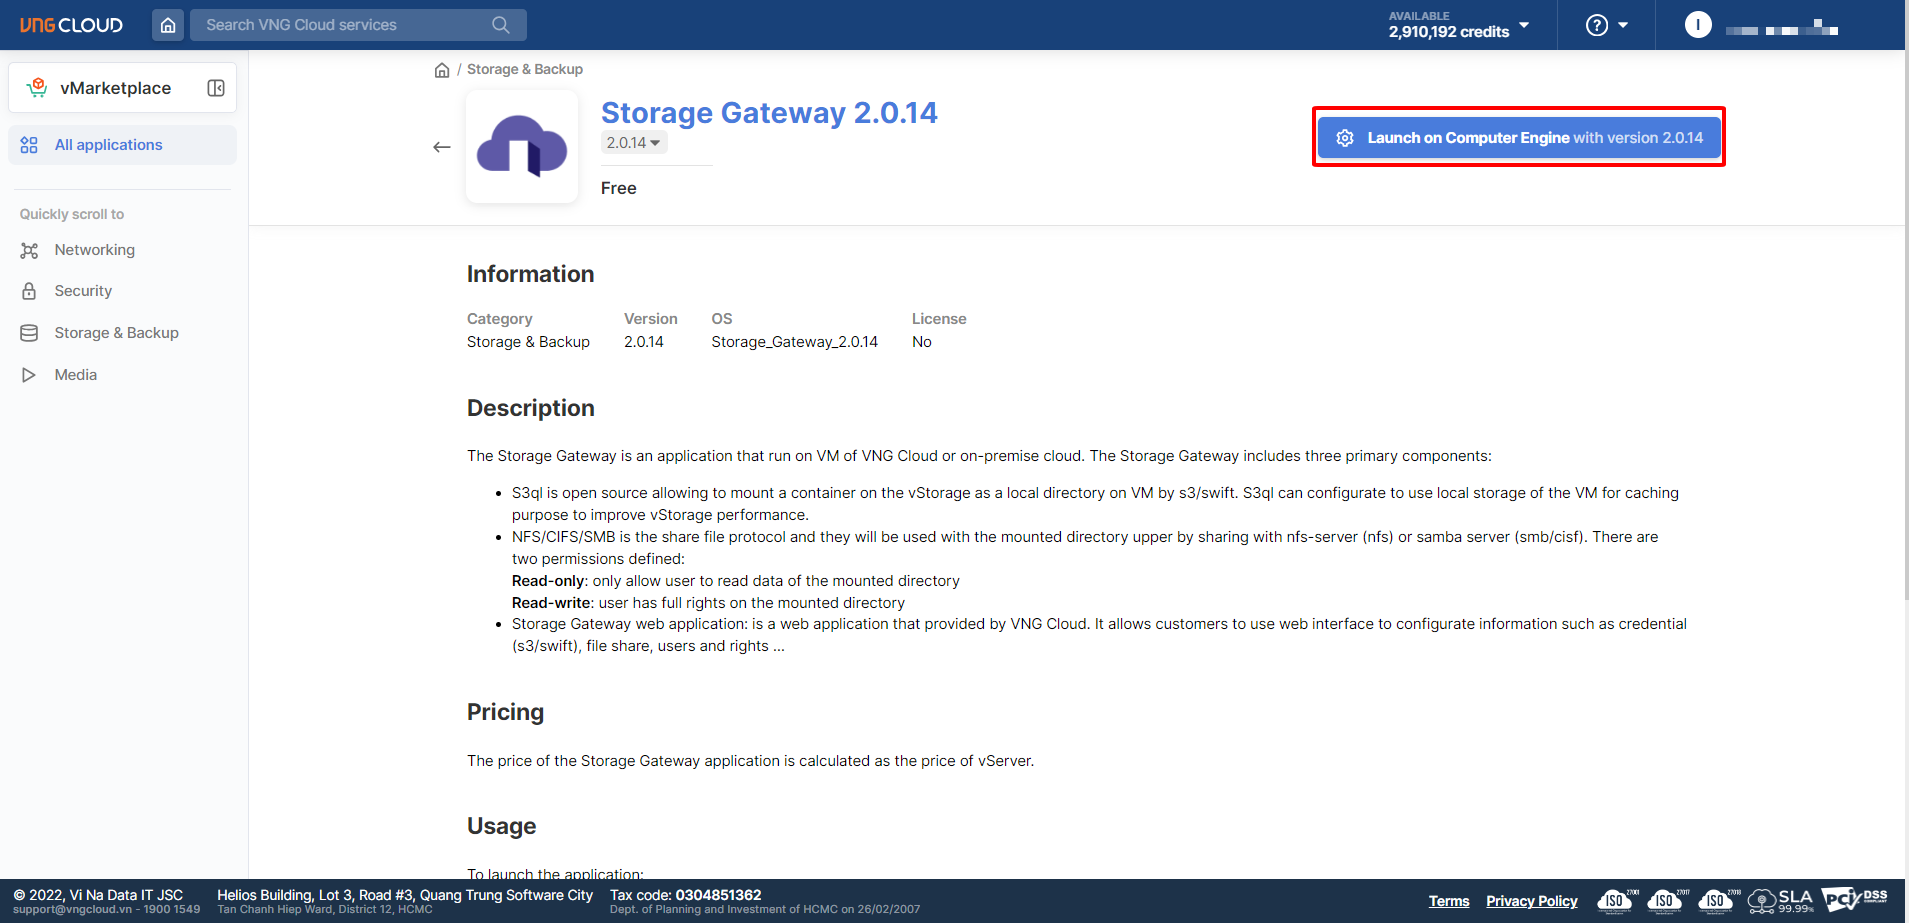 VNG CLOUD
Search VNG Cloud services
AVAILABLE
2,910,192 credits
?
I
vMarketplace
All applications
Quickly scroll to
Networking
Security
Storage & Backup
Media
/ Storage & Backup
Storage Gateway 2.0.14
2.0.14
Free
Launch on Computer Engine with version 2.0.14
Information
Category Version OS License
Storage & Backup 2.0.14 Storage_Gateway_2.0.14 No
Description
The Storage Gateway is an application that run on VM of VNG Cloud or on-premise cloud. The Storage Gateway includes three primary components:
• S3ql is open source allowing to mount a container on the vStorage as a local directory on VM by s3/swift. S3ql can configurate to use local storage of the VM for caching
purpose to improve vStorage performance.
• NFS/CIFS/SMB is the share file protocol and they will be used with the mounted directory upper by sharing with nfs-server (nfs) or samba server (smb/cisf). There are
two permissions defined:
Read-only: only allow user to read data of the mounted directory
Read-write: user has full rights on the mounted directory
• Storage Gateway web application: is a web application that provided by VNG Cloud. It allows customers to use web interface to configurate information such as credential
(s3/swift), file share, users and rights ...
Pricing
The price of the Storage Gateway application is calculated as the price of vServer.
Usage
To launch the application:
© 2022, Vi Na Data IT JSC
support@vngcloud.vn - 1900 1549
Helios Building, Lot 3, Road #3, Quang Trung Software City
Tan Chanh Hiep Ward, District 12, HCMC
Tax code: 0304851362
Dept. of Planning and Investment of HCMC on 26/02/2007
Terms
Privacy Policy
ISO 27001
ISO 27017
ISO 27018
SLA
99.99%
PCI DSS
COMPLIANT